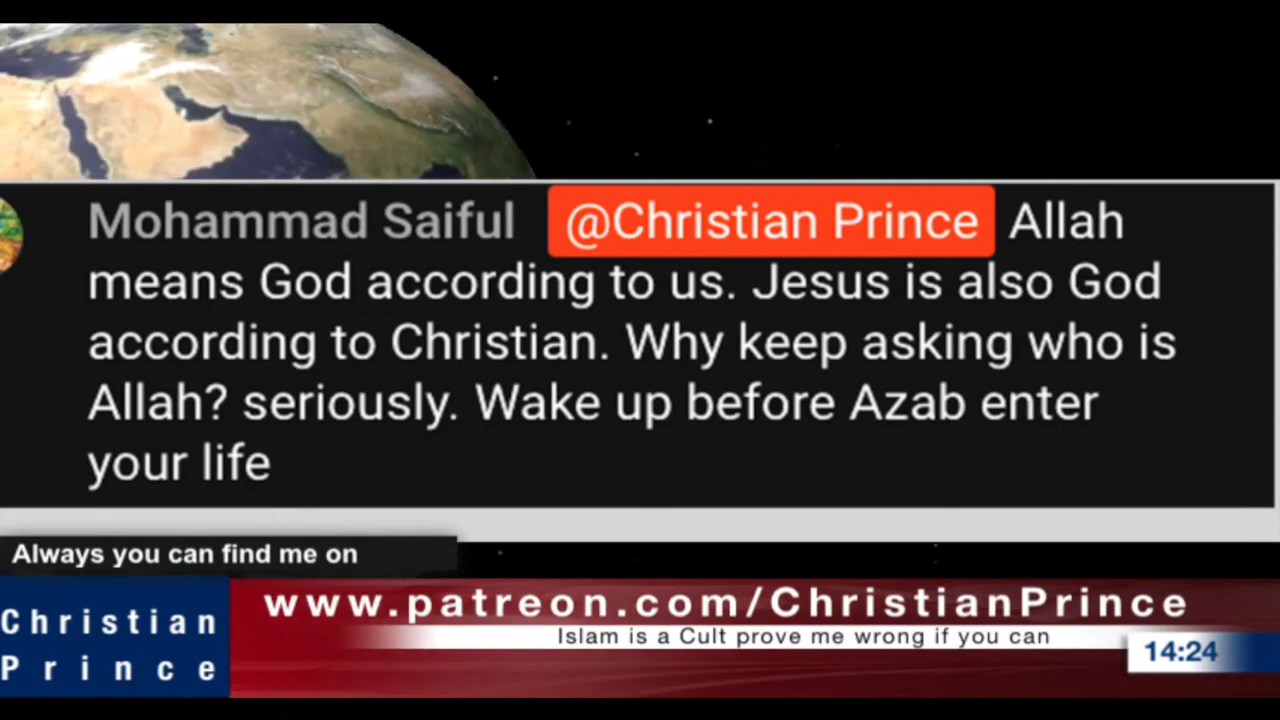 Mohammad Saiful @Christian Prince Allah
means God according to us. Jesus is also God
according to Christian. Why keep asking who is
Allah? seriously. Wake up before Azab enter
your life
Always you can find me on
Christian
Prince
www.patreon.com/ChristianPrince
Islam is a Cult prove me wrong if you can
14:24